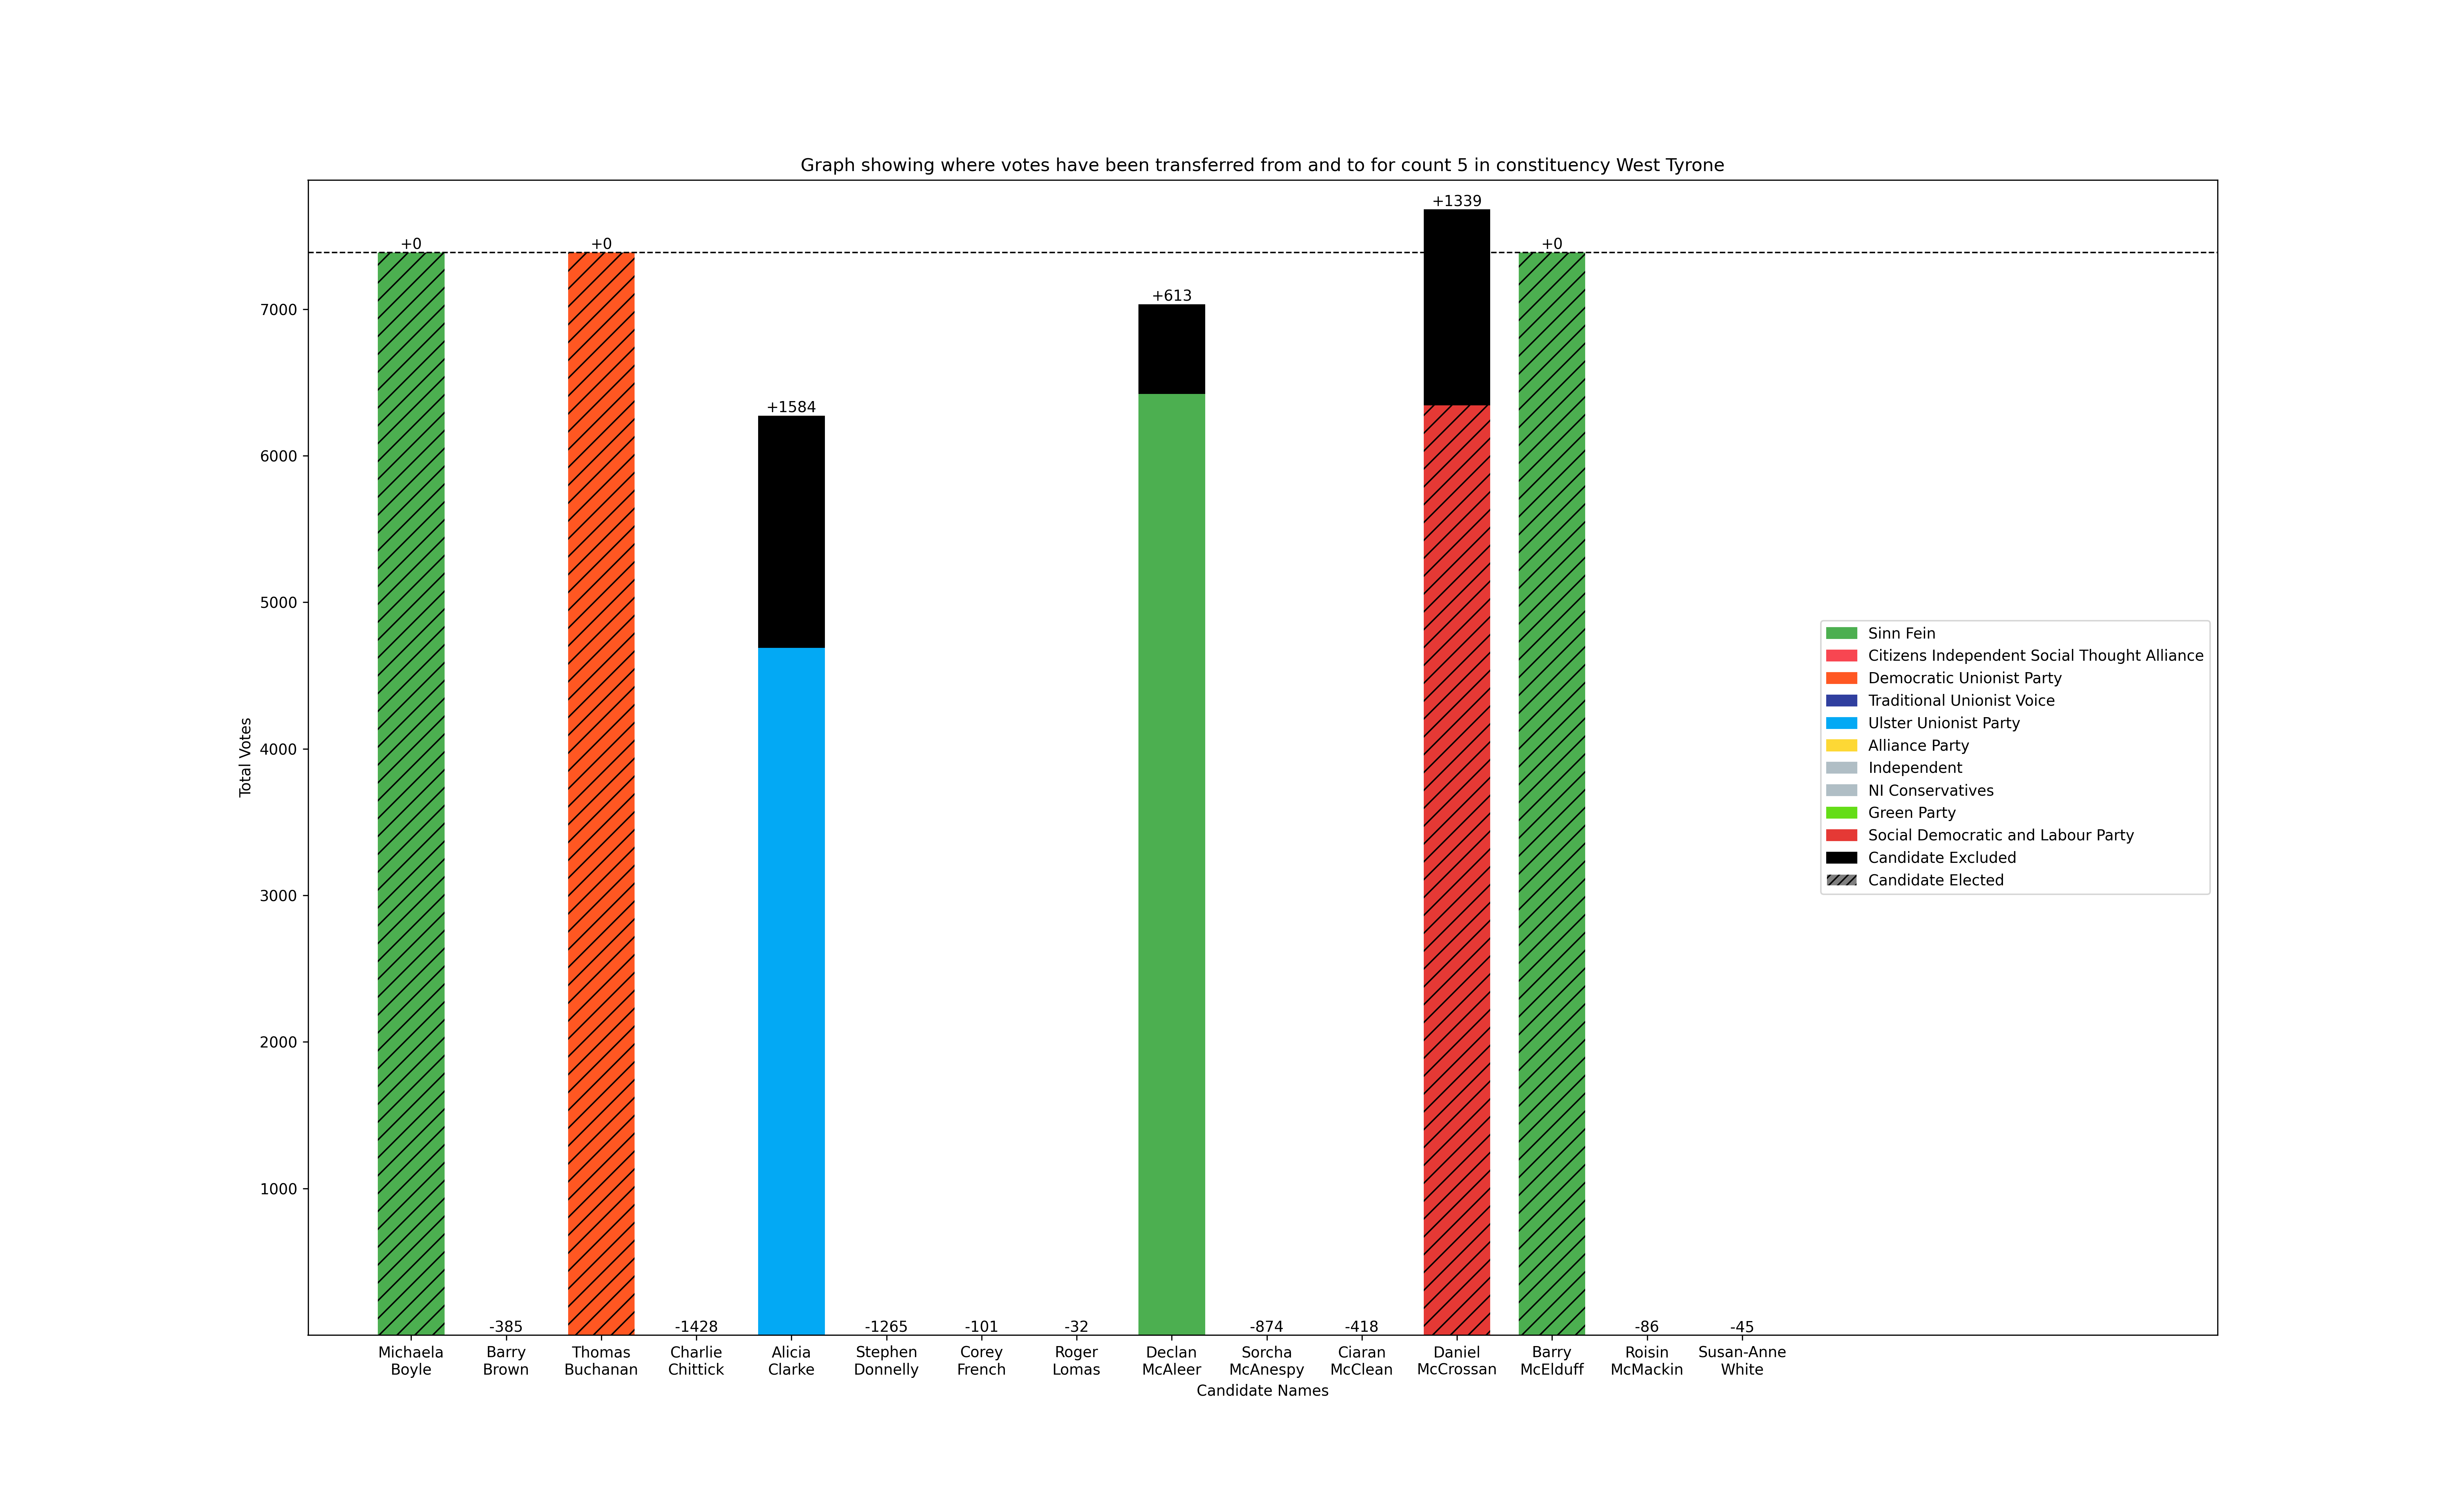 Graph showing where votes have been transferred from and to for count 5 in constituency West Tyrone
+1339
+0
+0
+0
+613
+1584
7000
6000
5000
4000
3000
2000
1000
Total Votes
Sinn Fein
Citizens Independent Social Thought Alliance
Democratic Unionist Party
Traditional Unionist Voice
Ulster Unionist Party
Alliance Party
Independent
NI Conservatives
Green Party
Social Democratic and Labour Party
Candidate Excluded
Candidate Elected
-385
-1428
-1265
-101
-32
-874
-418
-86
-45
Michaela
Boyle
Barry
Brown
Thomas
Buchanan
Charlie
Chittick
Alicia
Clarke
Stephen
Donnelly
Corey
French
Roger
Lomas
Declan
McAleer
Sorcha
McAnespy
Ciaran
McClean
Daniel
McCrossan
Barry
McElduff
Roisin
McMackin
Susan-Anne
White
Candidate Names